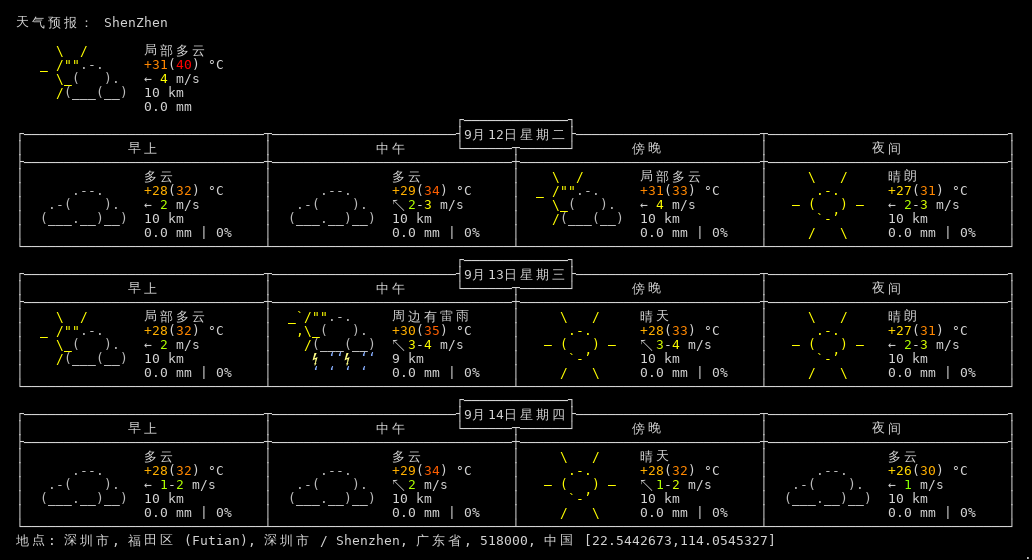 天气预报： ShenZhen
局部多云
+31(40) °C
← 4 m/s
10 km
0.0 mm
9月12日星期二
早上 中午 傍晚 夜间
多云 多云 局部多云 晴朗
+28(32) °C +29(34) °C +31(33) °C +27(31) °C
← 2 m/s ↖ 2-3 m/s ← 4 m/s ← 2-3 m/s
10 km 10 km 10 km 10 km
0.0 mm | 0% 0.0 mm | 0% 0.0 mm | 0% 0.0 mm | 0%
9月13日星期三
早上 中午 傍晚 夜间
局部多云 周边有雷雨 晴天 晴朗
+28(32) °C +30(35) °C +28(33) °C +27(31) °C
← 2 m/s ↖ 3-4 m/s ↖ 3-4 m/s ← 2-3 m/s
10 km 9 km 10 km 10 km
0.0 mm | 0% 0.0 mm | 0% 0.0 mm | 0% 0.0 mm | 0%
9月14日星期四
早上 中午 傍晚 夜间
多云 多云 晴天 多云
+28(32) °C +29(34) °C +28(32) °C +26(30) °C
← 1-2 m/s ↖ 2 m/s ↖ 1-2 m/s ← 1 m/s
10 km 10 km 10 km 10 km
0.0 mm | 0% 0.0 mm | 0% 0.0 mm | 0% 0.0 mm | 0%
地点: 深圳市, 福田区 (Futian), 深圳市 / Shenzhen, 广东省, 518000, 中国 [22.5442673,114.0545327]